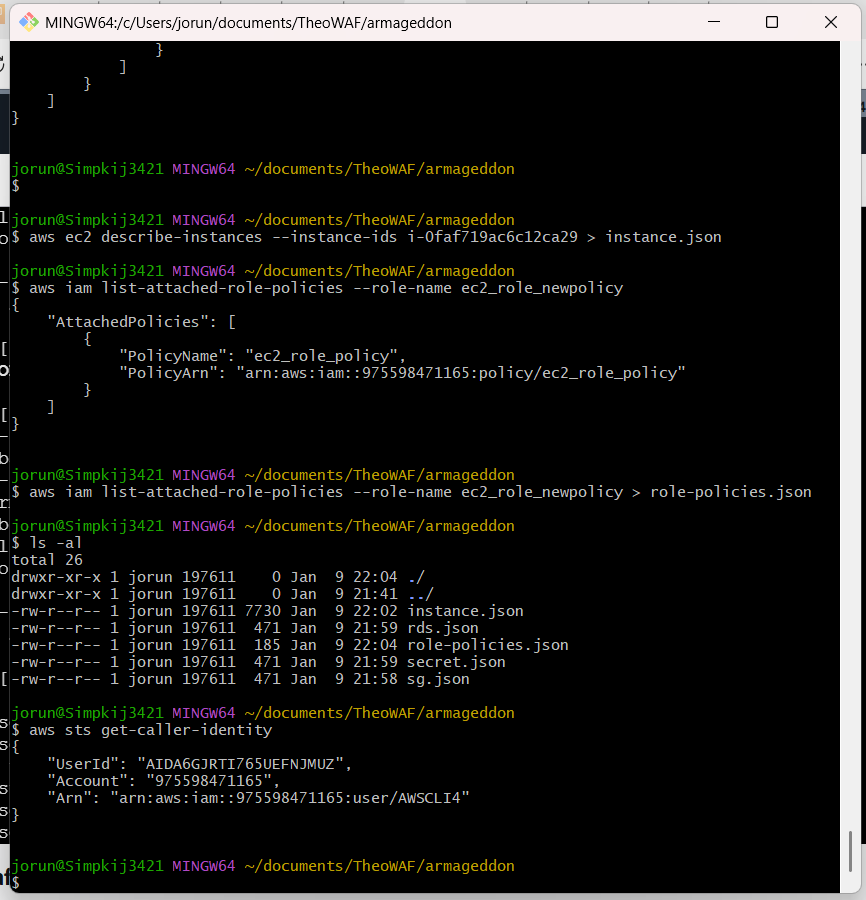 MINGW64:/c/Users/jorun/documents/TheoWAF/armageddon
            }
        ]
    }
    ]
}
jorun@Simpkij3421 MINGW64 ~/documents/TheoWAF/armageddon
$
jorun@Simpkij3421 MINGW64 ~/documents/TheoWAF/armageddon
$ aws ec2 describe-instances --instance-ids i-0faf719ac6c12ca29 > instance.json
jorun@Simpkij3421 MINGW64 ~/documents/TheoWAF/armageddon
$ aws iam list-attached-role-policies --role-name ec2_role_newpolicy
{
    "AttachedPolicies": [
        {
            "PolicyName": "ec2_role_policy",
            "PolicyArn": "arn:aws:iam::975598471165:policy/ec2_role_policy"
        }
    ]
}
jorun@Simpkij3421 MINGW64 ~/documents/TheoWAF/armageddon
$ aws iam list-attached-role-policies --role-name ec2_role_newpolicy > role-policies.json
jorun@Simpkij3421 MINGW64 ~/documents/TheoWAF/armageddon
$ ls -al
total 26
drwxr-xr-x 1 jorun 197611    0 Jan  9 22:04 ./
drwxr-xr-x 1 jorun 197611    0 Jan  9 21:41 ../
-rw-r--r-- 1 jorun 197611 7730 Jan  9 22:02 instance.json
-rw-r--r-- 1 jorun 197611  471 Jan  9 21:59 rds.json
-rw-r--r-- 1 jorun 197611  185 Jan  9 22:04 role-policies.json
-rw-r--r-- 1 jorun 197611  471 Jan  9 21:59 secret.json
-rw-r--r-- 1 jorun 197611  471 Jan  9 21:58 sg.json
jorun@Simpkij3421 MINGW64 ~/documents/TheoWAF/armageddon
$ aws sts get-caller-identity
{
    "UserId": "AIDA6GJRTI765UEFNJMUZ",
    "Account": "975598471165",
    "Arn": "arn:aws:iam::975598471165:user/AWSCLI4"
}
jorun@Simpkij3421 MINGW64 ~/documents/TheoWAF/armageddon
$